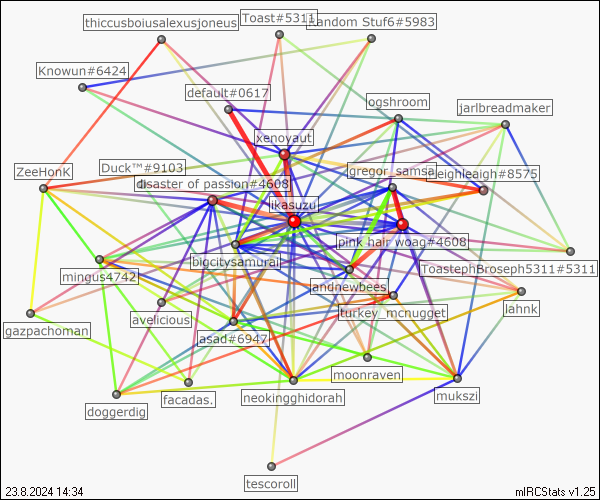 thiccusboiusalexusjoneus
Toast#5311
Random Stuf6#5983
Knowun#6424
default#0617
ogshroom
jarlbreadmaker
xenoyaut
ZeeHonK
Duck™#9103
gregor_samsa
leighleaigh#8575
disaster of passion#4608
likasuzu
pink hair woag#4608
bigcitysamurai
mingus4742
ToastephBroseph5311#5311
landnewbees
lahnk
turkey_mcnugget
gazpachoman
avelicious
asad#6947
moonraven
doggerdig
facadas.
neokingghidorah
mukszi
tescoroll
23.8.2024 14:34
mIRCStats v1.25